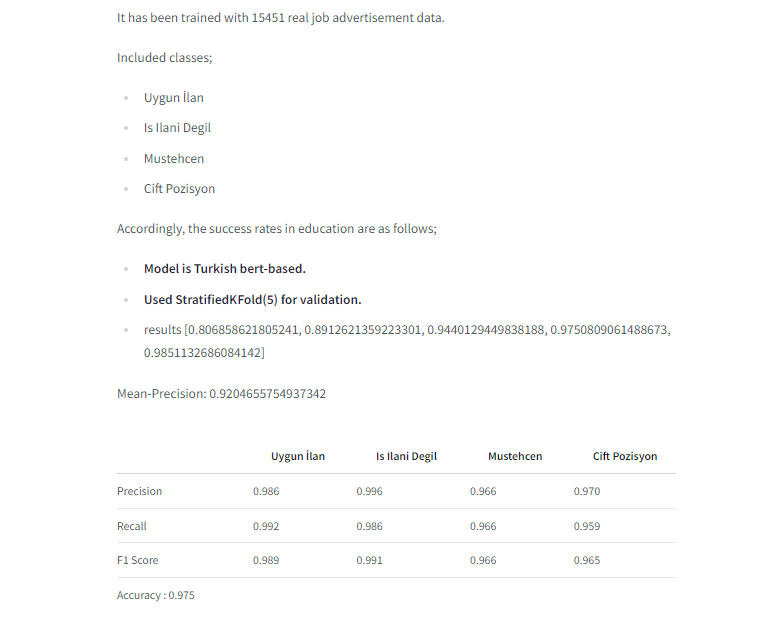 It has been trained with 15451 real job advertisement data.
Included classes;
Uygun İlan
Is Ilani Degil
Mustehcen
Cift Pozisyon
Accordingly, the success rates in education are as follows;
Model is Turkish bert-based.
Used StratifiedKFold(5) for validation.
results [0.806858621805241, 0.8912621359223301, 0.9440129449838188, 0.9750809061488673,
0.9851132686084142]
Mean-Precision: 0.9204655754937342
Uygun İlan Is Ilani Degil Mustehcen Cift Pozisyon
Precision 0.986 0.996 0.966 0.970
Recall 0.992 0.986 0.966 0.959
F1 Score 0.989 0.991 0.966 0.965
Accuracy : 0.975